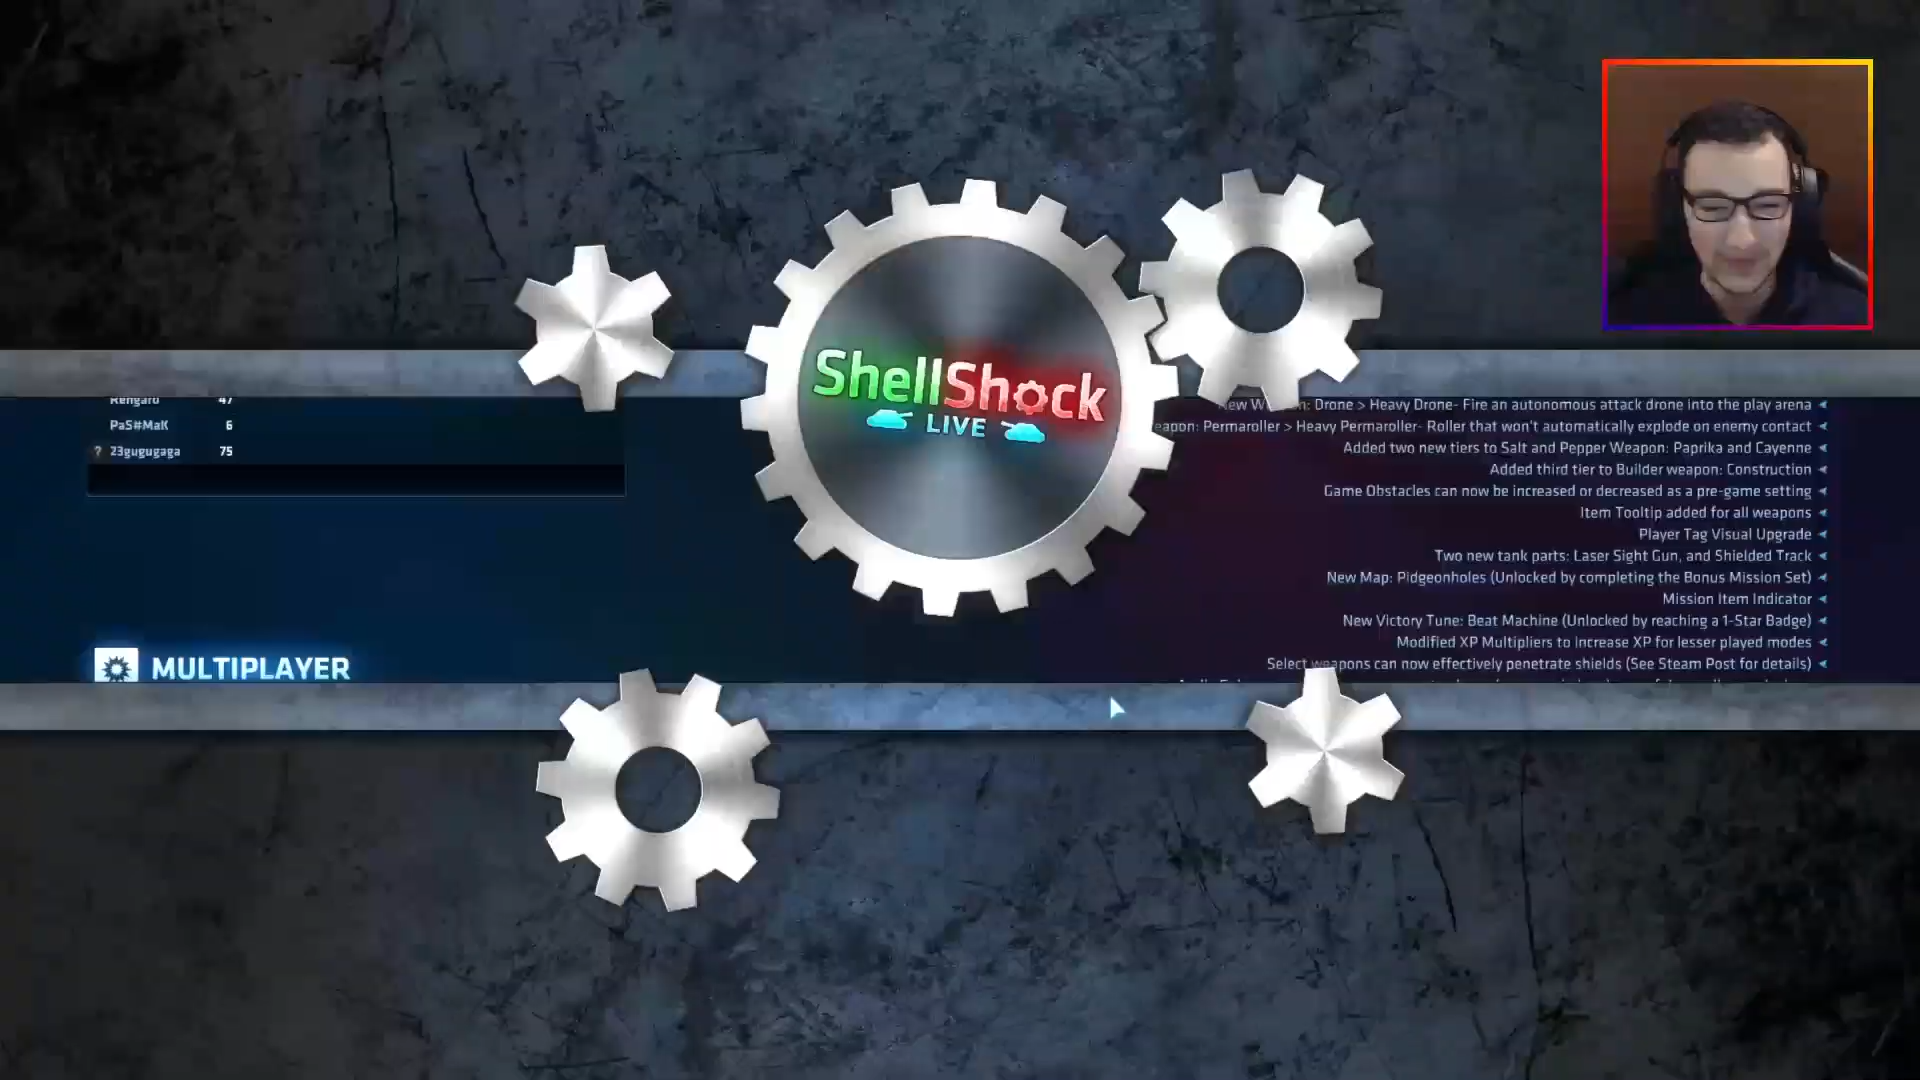 ShellShock
LIVE
Rengaro 47
PaS#MaK 6
? 23gugugaga 75
MULTIPLAYER
Drone > Heavy Drone- Fire an autonomous attack drone into the play arena
Permaroller > Heavy Permaroller- Roller that won't automatically explode on enemy contact
Added two new tiers to Salt and Pepper Weapon: Paprika and Cayenne
Added third tier to Builder weapon: Construction
Game Obstacles can now be increased or decreased as a pre-game setting
Item Tooltip added for all weapons
Player Tag Visual Upgrade
Two new tank parts: Laser Sight Gun, and Shielded Track
New Map: Pidgeonholes (Unlocked by completing the Bonus Mission Set)
Mission Item Indicator
New Victory Tune: Beat Machine (Unlocked by reaching a 1-Star Badge)
Modified XP Multipliers to increase XP for lesser played modes
Select weapons can now effectively penetrate shields (See Steam Post for details)